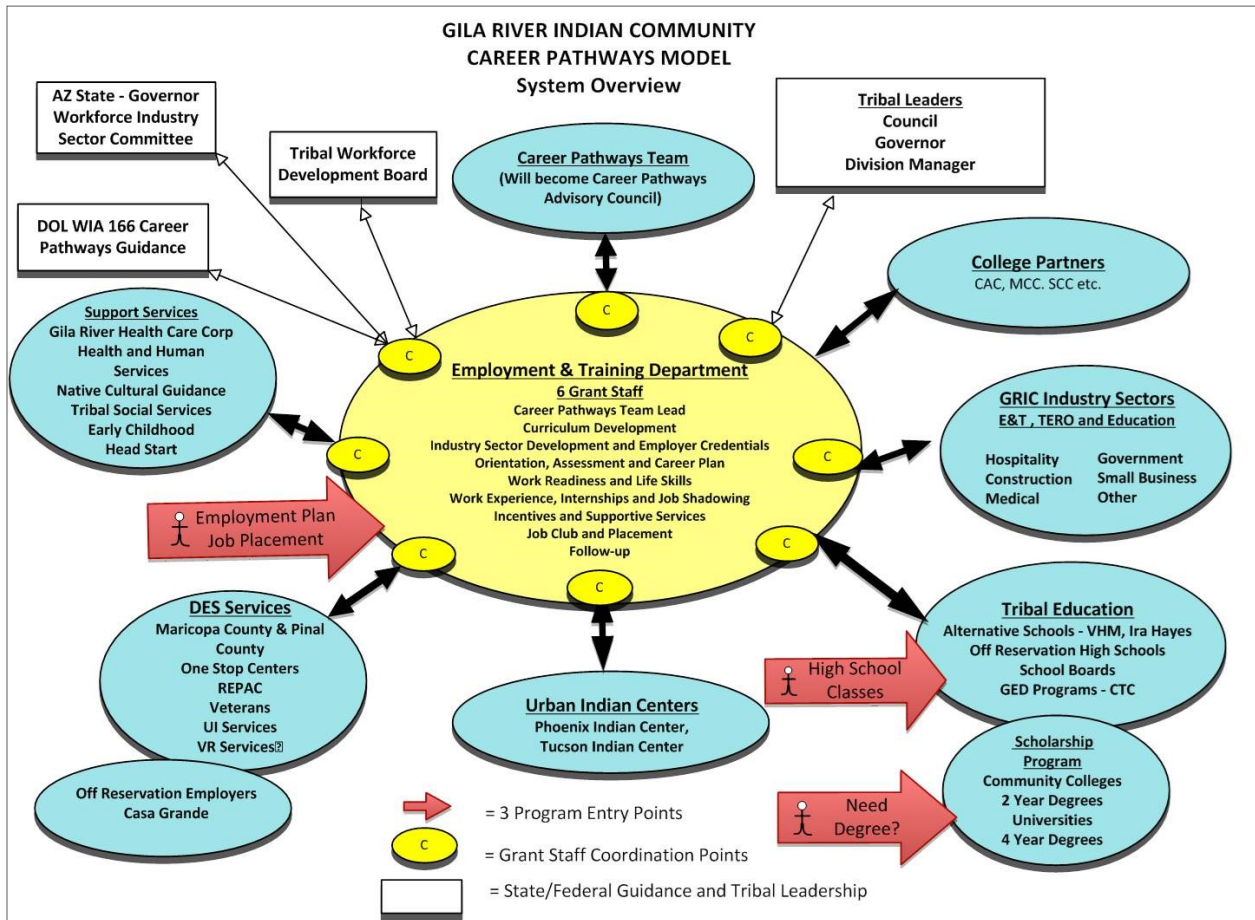 GILA RIVER INDIAN COMMUNITY
CAREER PATHWAYS MODEL
System Overview
AZ State - Governor
Workforce Industry
Sector Committee
Tribal Workforce
Development Board
DOL WIA 166 Career
Pathways Guidance
Career Pathways Team
(Will become Career Pathways
Advisory Council)
Tribal Leaders
Council
Governor
Division Manager
College Partners
CAC, MCC. SCC etc.
Support Services
Gila River Health Care Corp
Health and Human
Services
Native Cultural Guidance
Tribal Social Services
Early Childhood
Head Start
C
C
C
C
C
C
C
C
Employment & Training Department
6 Grant Staff
Career Pathways Team Lead
Curriculum Development
Industry Sector Development and Employer Credentials
Orientation, Assessment and Career Plan
Work Readiness and Life Skills
Work Experience, Internships and Job Shadowing
Incentives and Supportive Services
Job Club and Placement
Follow-up
GRIC Industry Sectors
E&T , TERO and Education
Hospitality
Construction
Medical
Government
Small Business
Other
Employment Plan
Job Placement
DES Services
Maricopa County & Pinal
County
One Stop Centers
REPAC
Veterans
UI Services
VR Services
Off Reservation Employers
Casa Grande
Urban Indian Centers
Phoenix Indian Center,
Tucson Indian Center
High School
Classes
Tribal Education
Alternative Schools - VHM, Ira Hayes
Off Reservation High Schools
School Boards
GED Programs - CTC
Need
Degree?
Scholarship
Program
Community Colleges
2 Year Degrees
Universities
4 Year Degrees
= 3 Program Entry Points
C
= Grant Staff Coordination Points
= State/Federal Guidance and Tribal Leadership